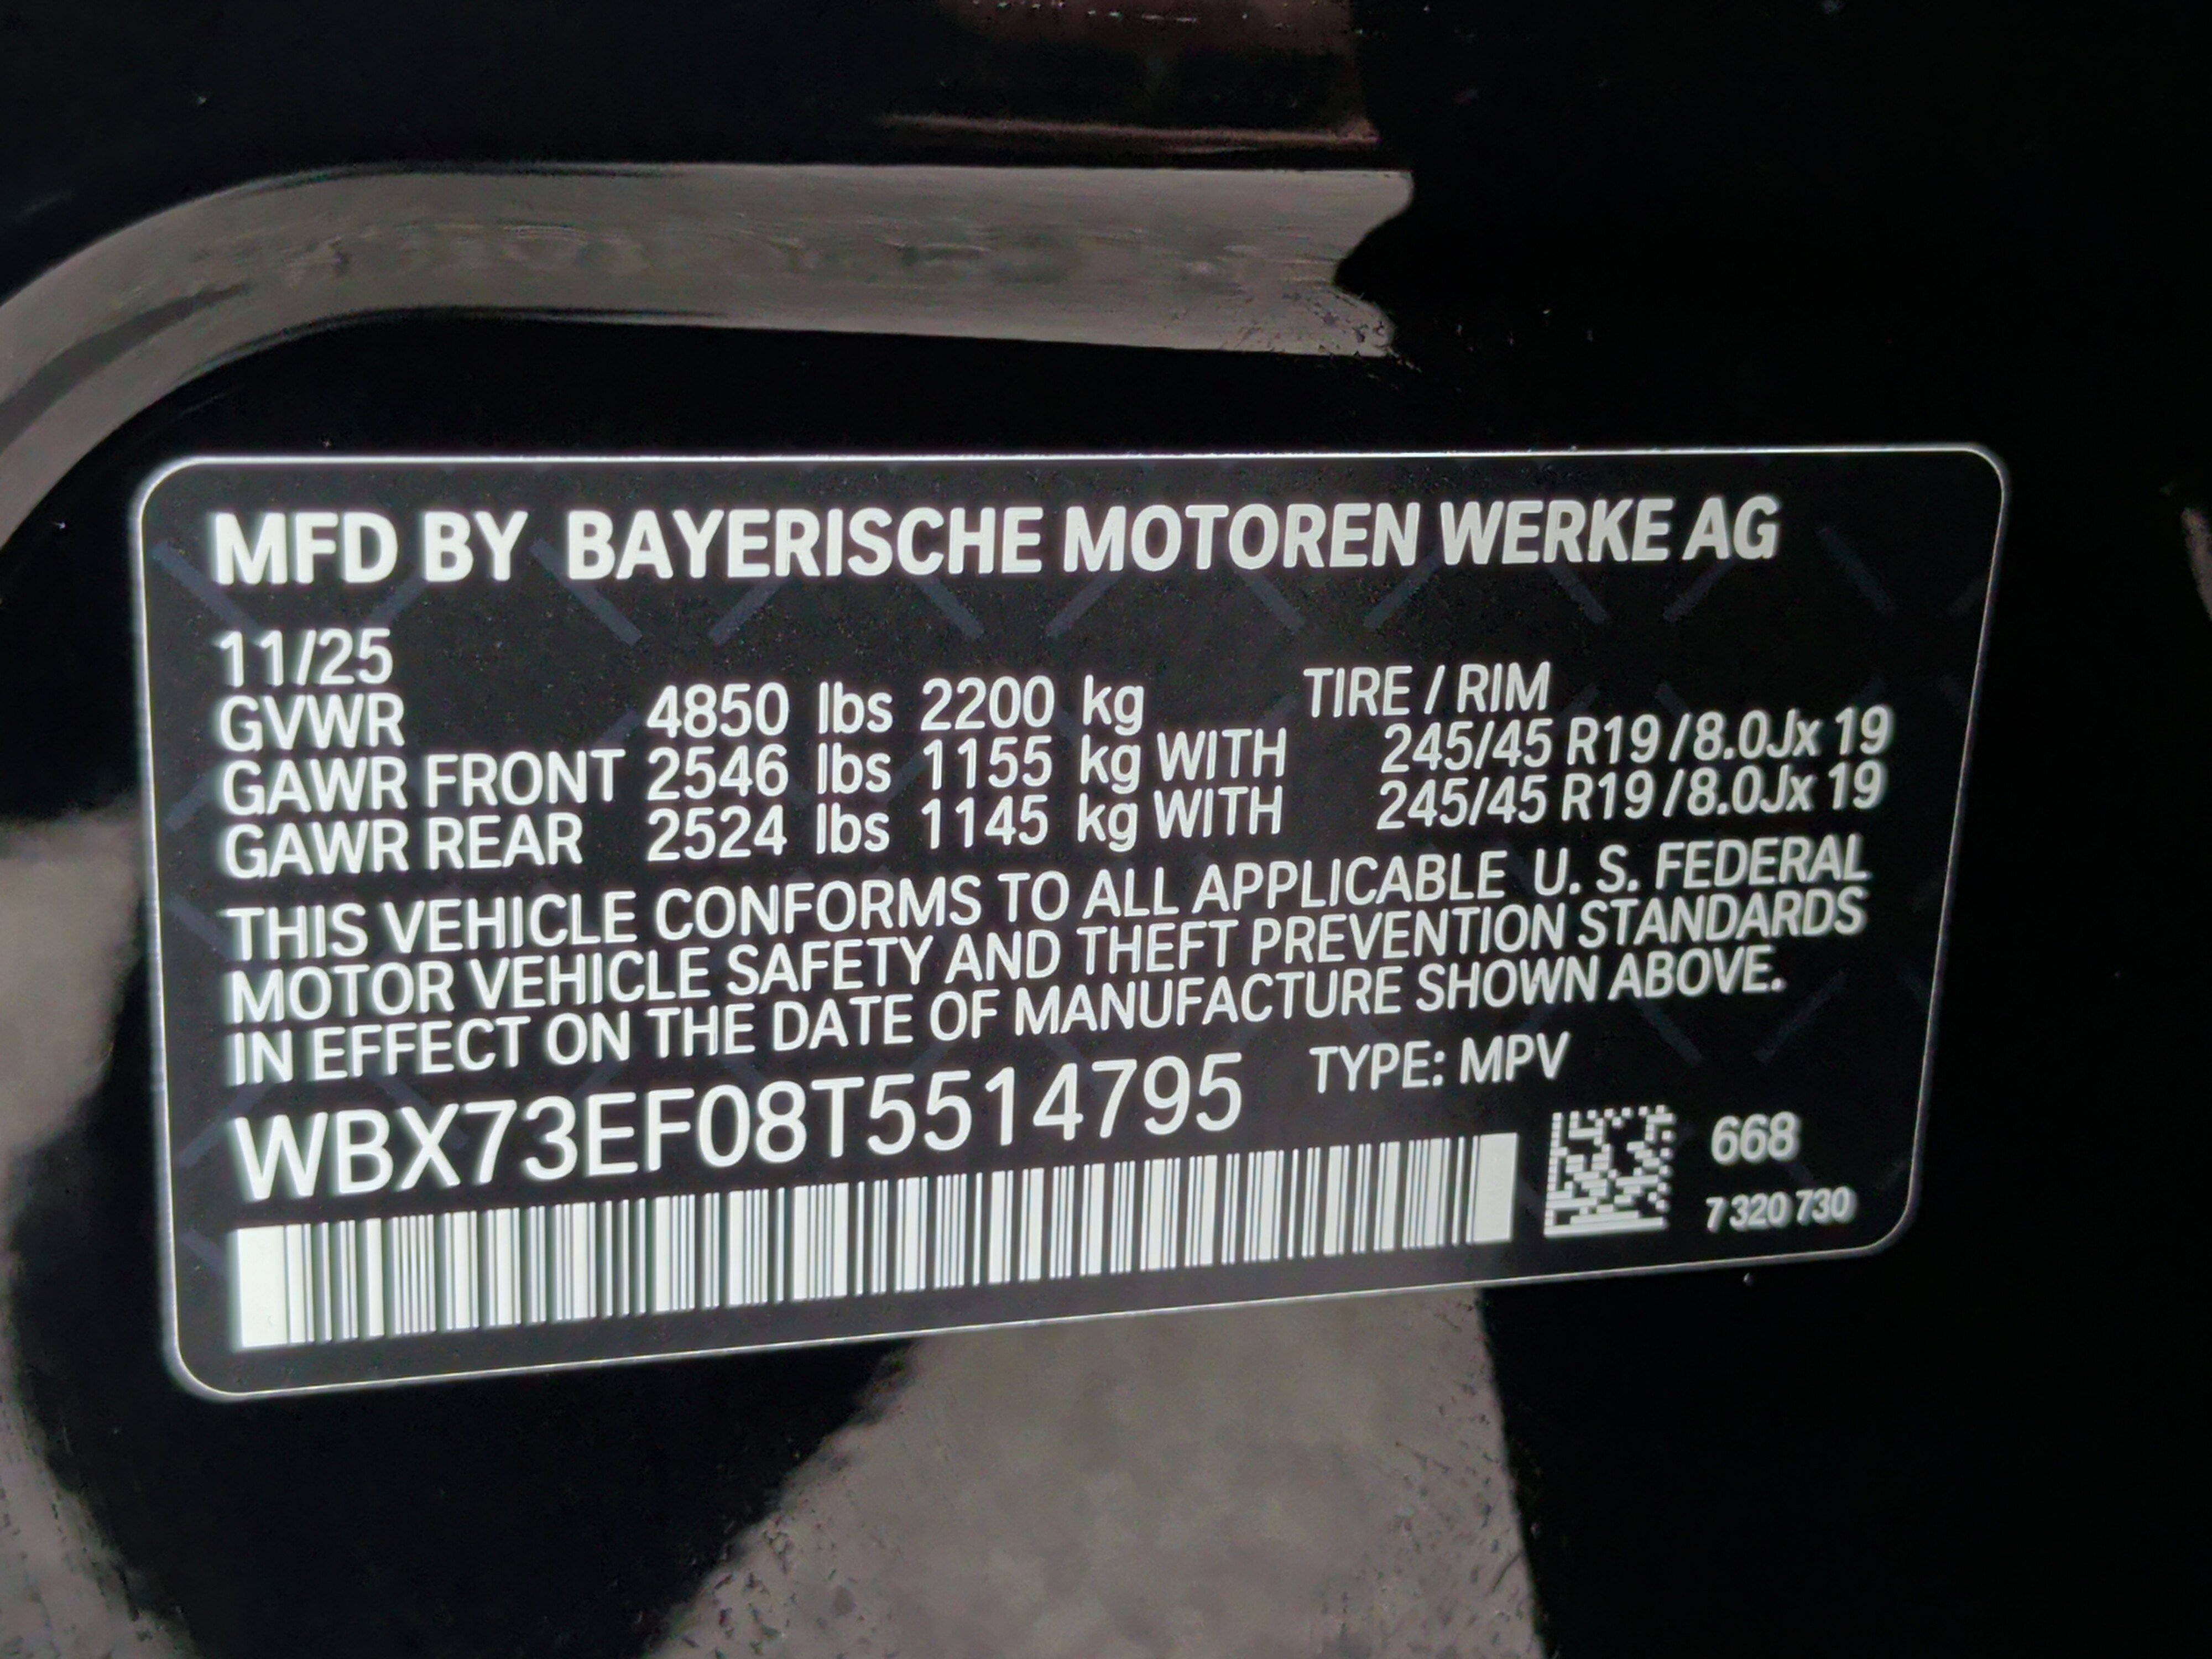 MFD BY BAYERISCHE MOTOREN WERKE AG
11/25
GVWR 4850 lbs 2200 kg TIRE / RIM
GAWR FRONT 2546 lbs 1155 kg WITH 245/45 R19 / 8.0Jx 19
GAWR REAR 2524 lbs 1145 kg WITH 245/45 R19 / 8.0Jx 19
THIS VEHICLE CONFORMS TO ALL APPLICABLE U. S. FEDERAL
MOTOR VEHICLE SAFETY AND THEFT PREVENTION STANDARDS
IN EFFECT ON THE DATE OF MANUFACTURE SHOWN ABOVE.
WBX73EF08T5514795 TYPE: MPV
668
7 320 730